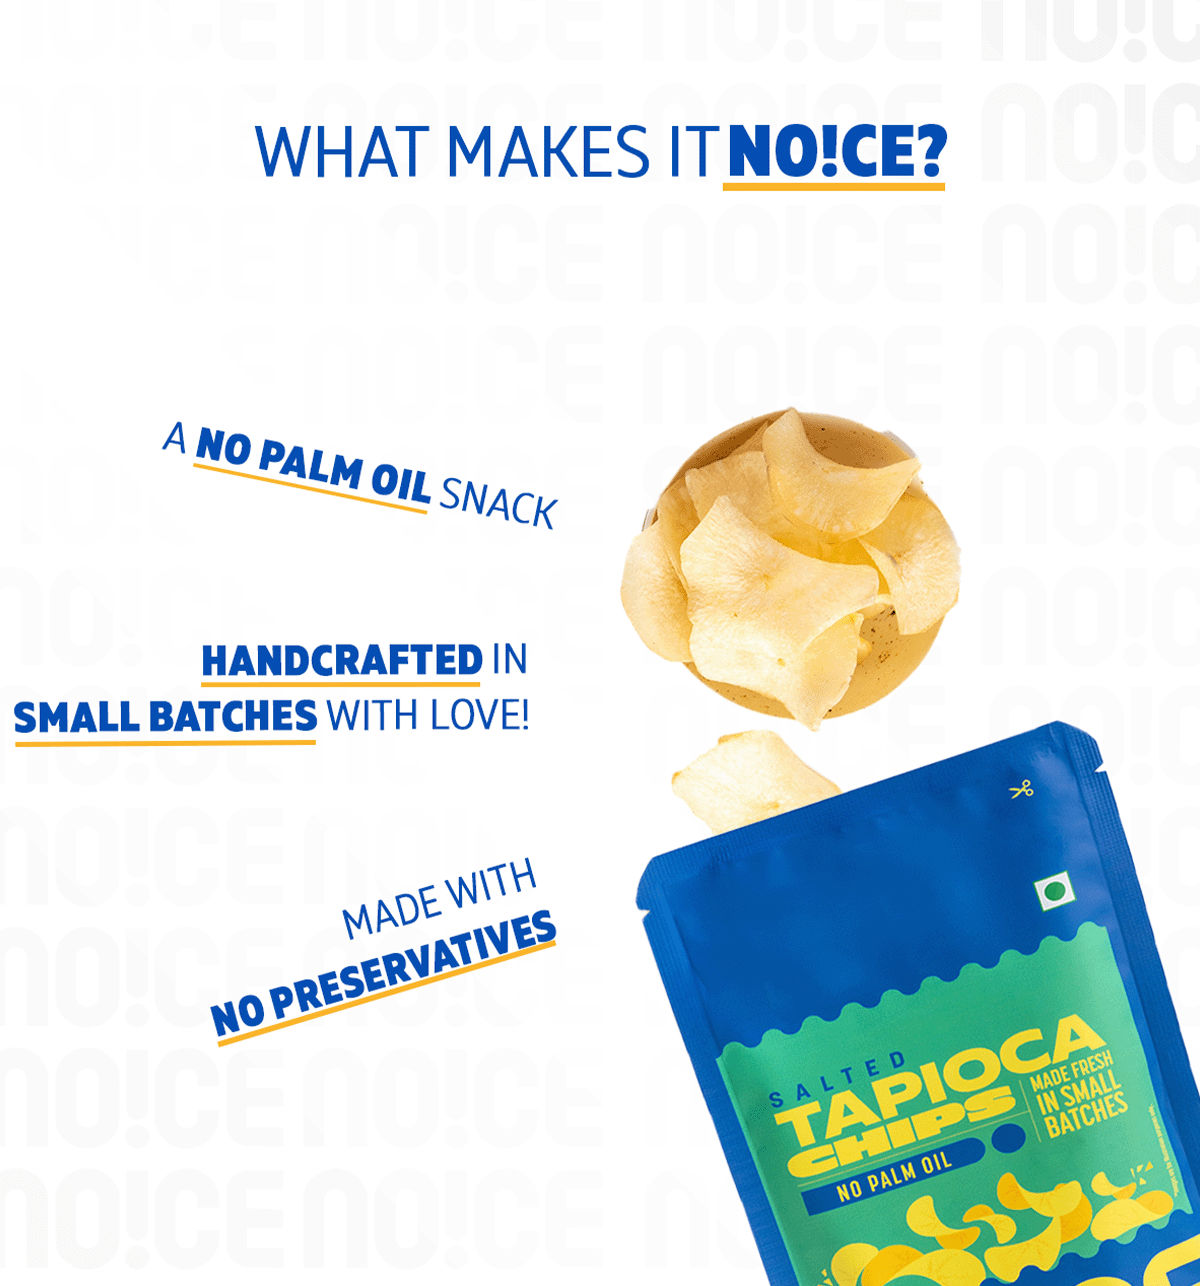 WHAT MAKES IT NO!CE?
A NO PALM OIL SNACK
HANDCRAFTED IN
SMALL BATCHES WITH LOVE!
MADE WITH
NO PRESERVATIVES
SALTED
TAPIOCA
CHIPS
MADE FRESH
IN SMALL
BATCHES
NO PALM OIL